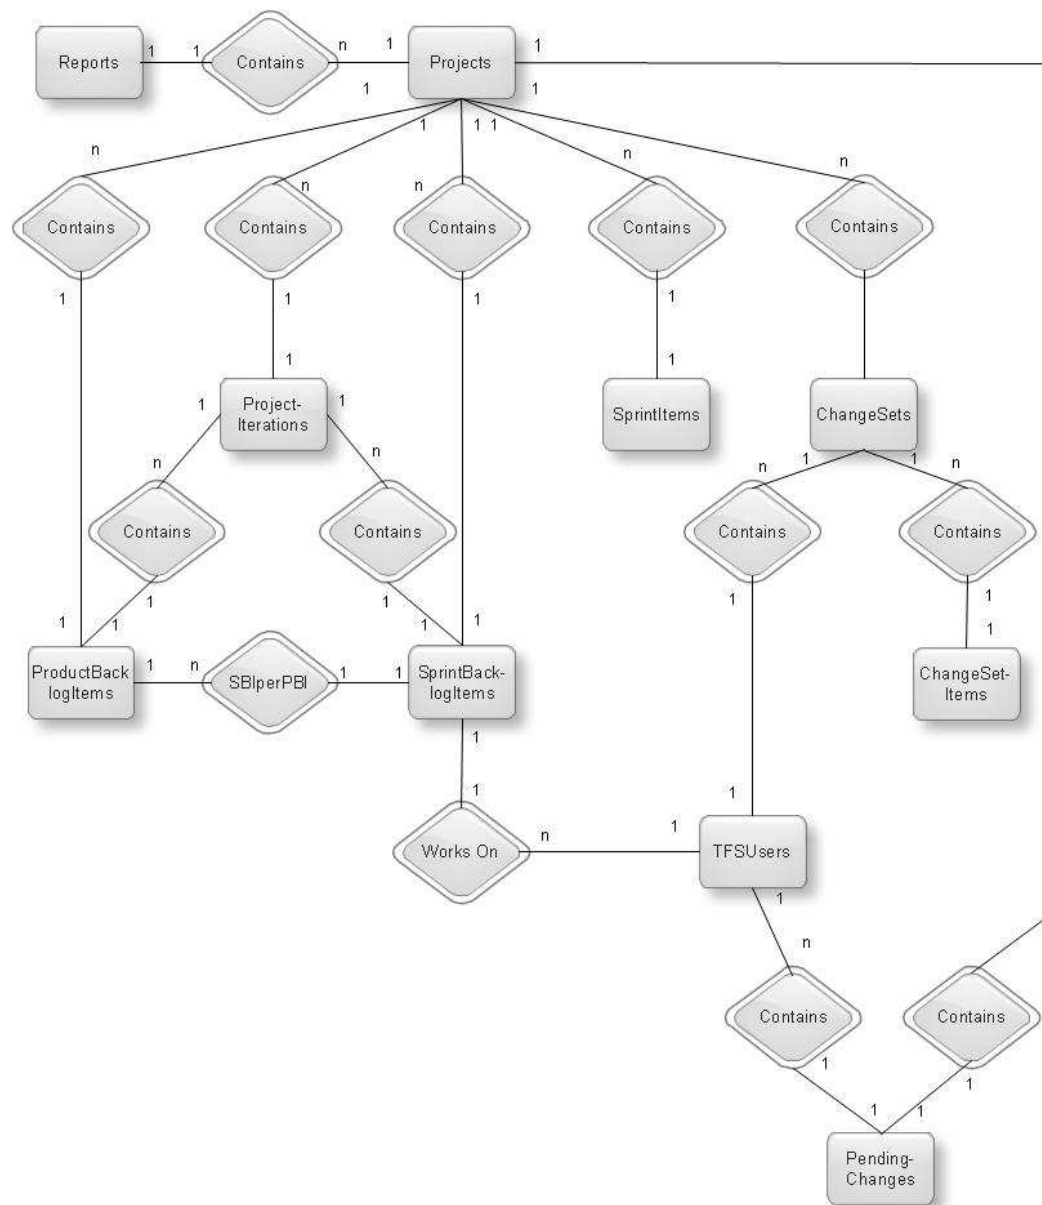 n
1
1
1
1
Reports
Contains
Projects
1
1
1
1
1
n
n
n
n
n
Contains
Contains
Contains
Contains
Contains
1
1
1
1
1
1
Project-
Iterations
SprintItems
ChangeSets
1
1
1
1
n
n
n
n
Contains
Contains
Contains
Contains
1
1
1
1
1
1
1
1
1
1
ProductBack
logItems
1
n
SBIperPBI
1
1
SprintBack-
logItems
ChangeSet-
Items
1
1
1
Works On
n
1
TFSUsers
1
n
Contains
Contains
1
1
1
1
Pending-
Changes